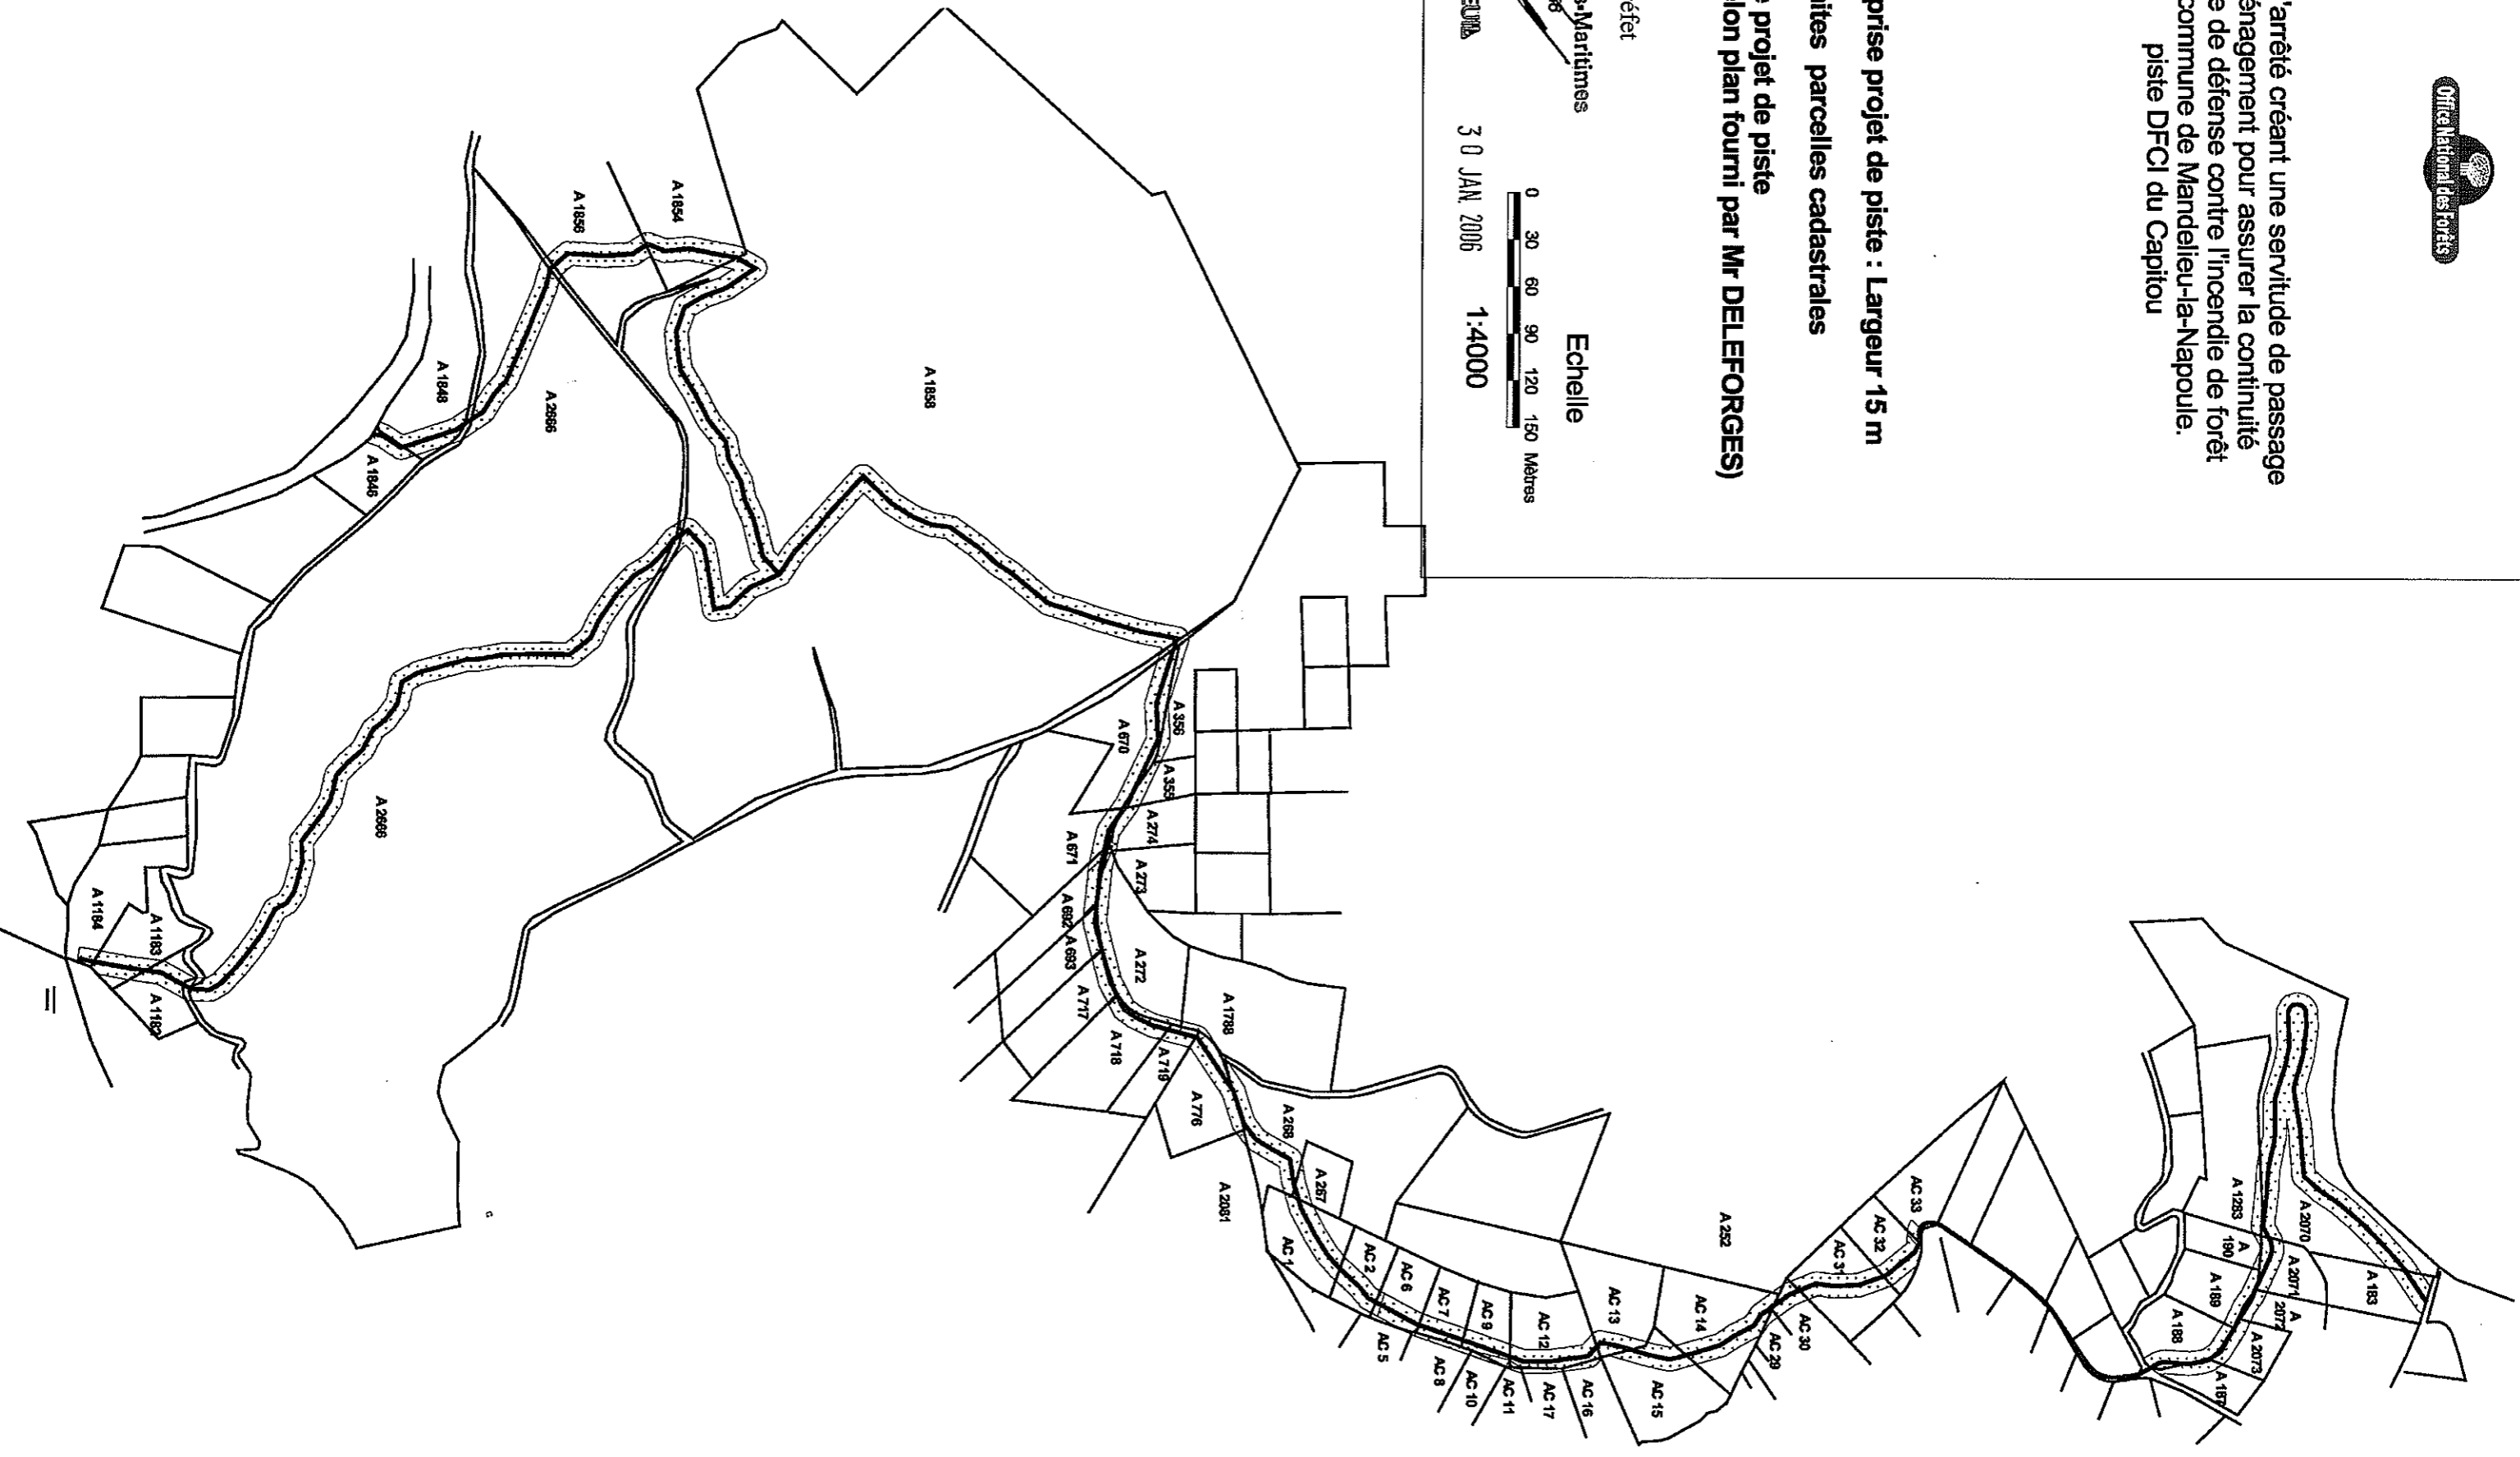 Office National des Forêts
l'arrêté créant une servitude de passage
énagement pour assurer la continuité
e de défense contre l'incendie de forêt
commune de Mandelieu-la-Napoule.
piste DFCI du Capitou
prise projet de piste : Largeur 15 m
ites parcelles cadastrales
projet de piste
elon plan fourni par Mr DELEFORGES)
réfet
s-Maritimes
Echelle
0 30 60 90 120 150 Mètres
1:4000
30 JAN. 2006
A 1854
A 1856
A 1858
A 1848
A 2666
A 1846
A 2666
A 1184
A 1183
A 1182
A 356
A 670
A 355
A 274
A 671
A 273
A 692
A 693
A 272
A 717
A 1788
A 718
A 719
A 776
A 268
A 267
A 2081
AC 1
AC 2
AC 6
AC 7
AC 9
AC 12
AC 13
AC 14
A 252
AC 5
AC 8
AC 10
AC 11
AC 17
AC 16
AC 15
AC 29
AC 30
AC 31
AC 32
AC 33
A 1283
A 2070
A 190
A 2071
A 183
A 189
A 2072
A 188
A 2073
A 187